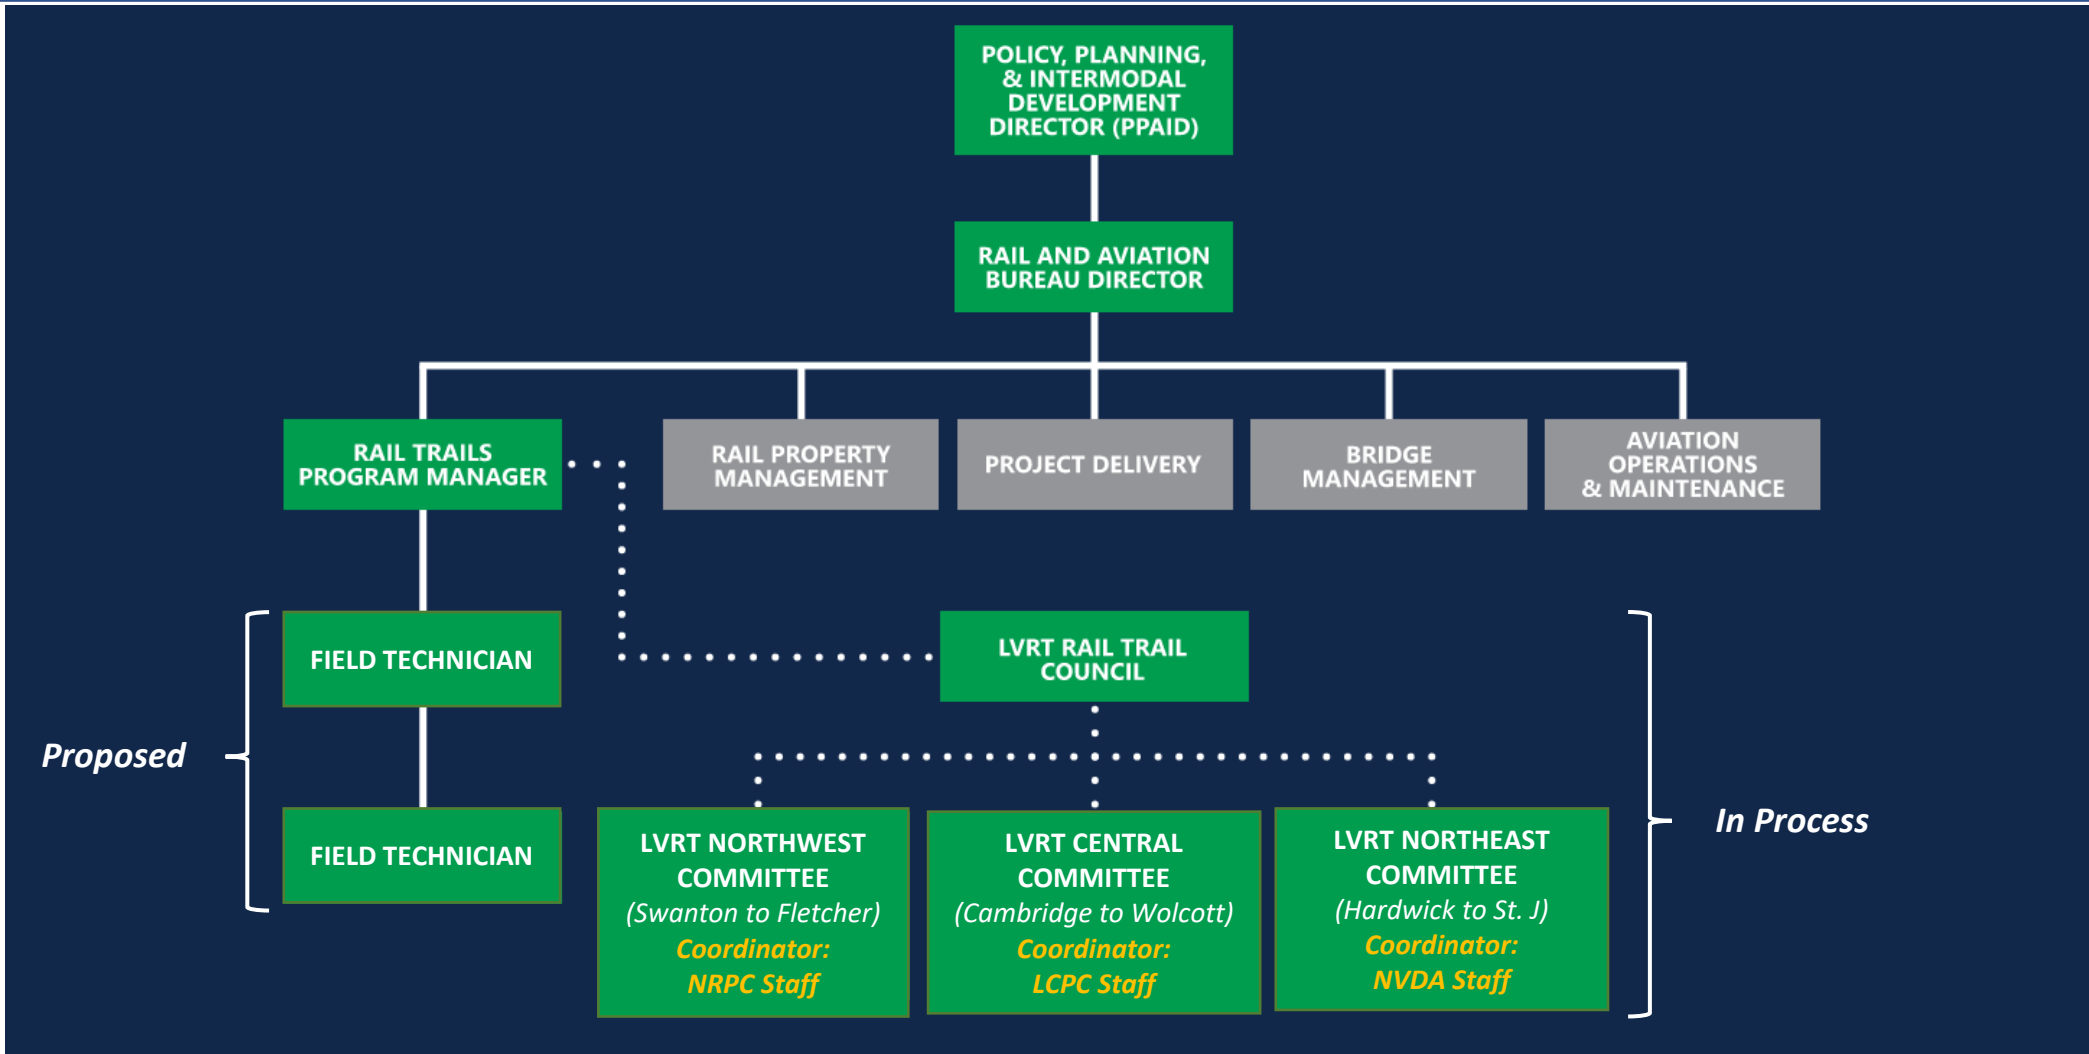 POLICY, PLANNING,
& INTERMODAL
DEVELOPMENT
DIRECTOR (PPAID)
RAIL AND AVIATION
BUREAU DIRECTOR
RAIL TRAILS
PROGRAM MANAGER
RAIL PROPERTY
MANAGEMENT
PROJECT DELIVERY
BRIDGE
MANAGEMENT
AVIATION
OPERATIONS
& MAINTENANCE
Proposed
FIELD TECHNICIAN
FIELD TECHNICIAN
LVRT RAIL TRAIL
COUNCIL
LVRT NORTHWEST
COMMITTEE
(Swanton to Fletcher)
Coordinator:
NRPC Staff
LVRT CENTRAL
COMMITTEE
(Cambridge to Wolcott)
Coordinator:
LCPC Staff
LVRT NORTHEAST
COMMITTEE
(Hardwick to St. J)
Coordinator:
NVDA Staff
In Process